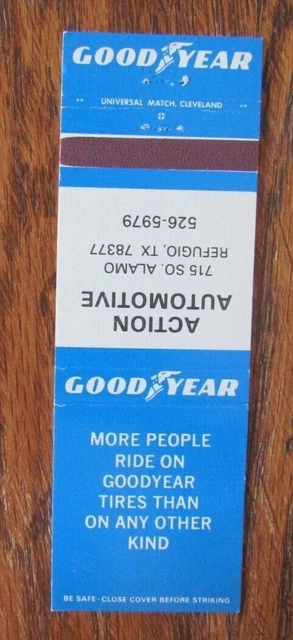 GOODYEAR
UNIVERSAL MATCH, CLEVELAND
ACTION
AUTOMOTIVE
715 SO. ALAMO
REFUGIO, TX 78377
526-5979
GOODYEAR
MORE PEOPLE
RIDE ON
GOODYEAR
TIRES THAN
ON ANY OTHER
KIND
BE SAFE-CLOSE COVER BEFORE STRIKING